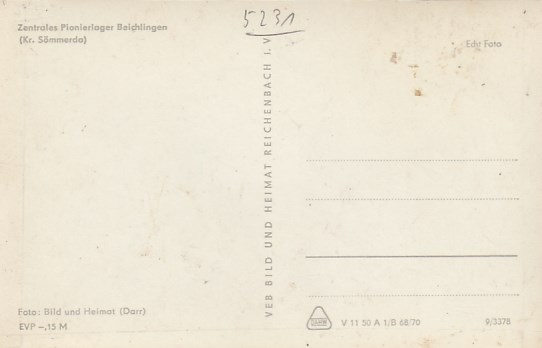 5231
Zentrales Pionierlager Beichlingen
(Kr. Sömmerda)
Echt Foto
VEB BILD UND HEIMAT REICHENBACH I. V.
Foto: Bild und Heimat (Darr)
EVP –,15 M
V 11 50 A 1/B 68/70
9/3378